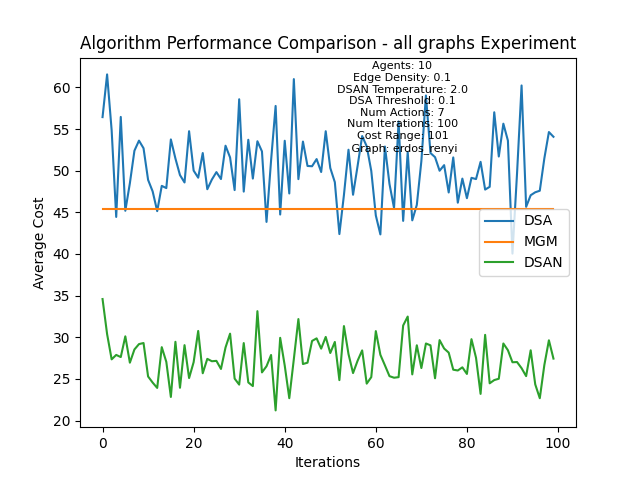 Algorithm Performance Comparison - all graphs Experiment
Agents: 10
Edge Density: 0.1
DSAN Temperature: 2.0
DSA Threshold: 0.1
Num Actions: 7
Num Iterations: 100
Cost Range: 101
Graph: erdos_renyi
60
55
50
45
40
35
30
25
20
Average Cost
DSA
MGM
DSAN
0
20
40
60
80
100
Iterations